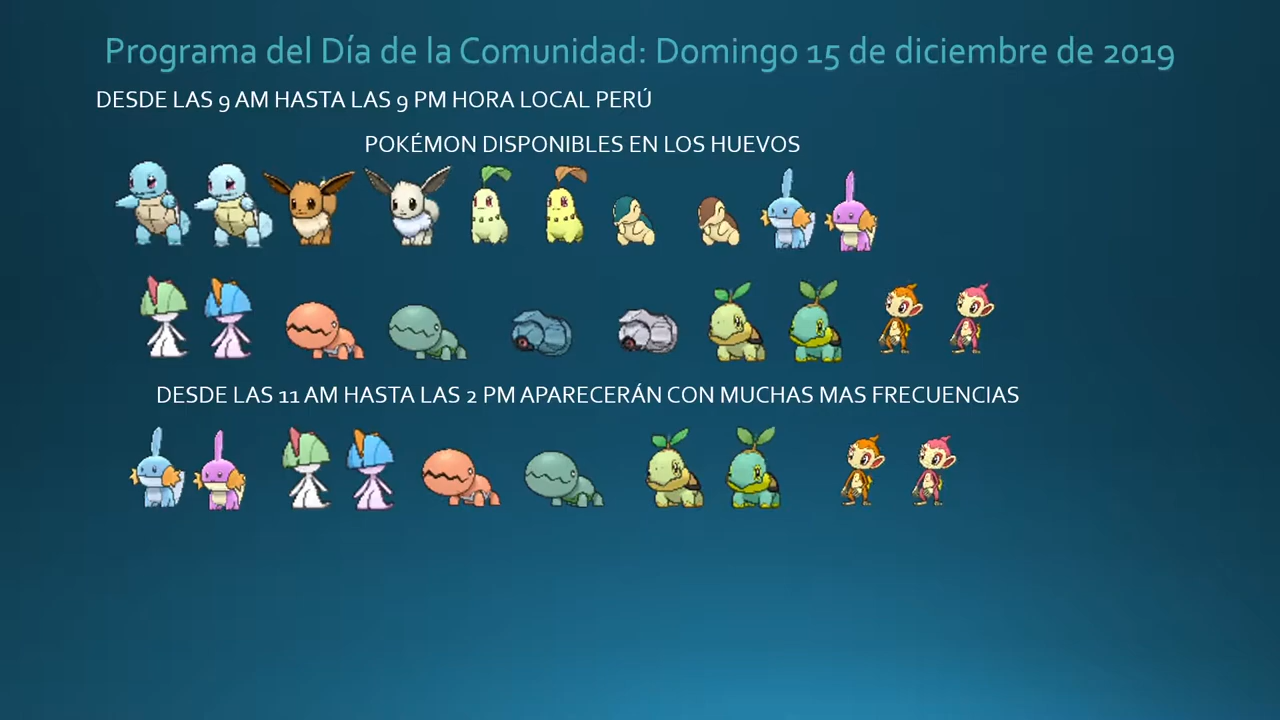 Programa del Día de la Comunidad: Domingo 15 de diciembre de 2019
DESDE LAS 9 AM HASTA LAS 9 PM HORA LOCAL PERÚ
POKÉMON DISPONIBLES EN LOS HUEVOS
DESDE LAS 11 AM HASTA LAS 2 PM APARECERÁN CON MUCHAS MAS FRECUENCIAS